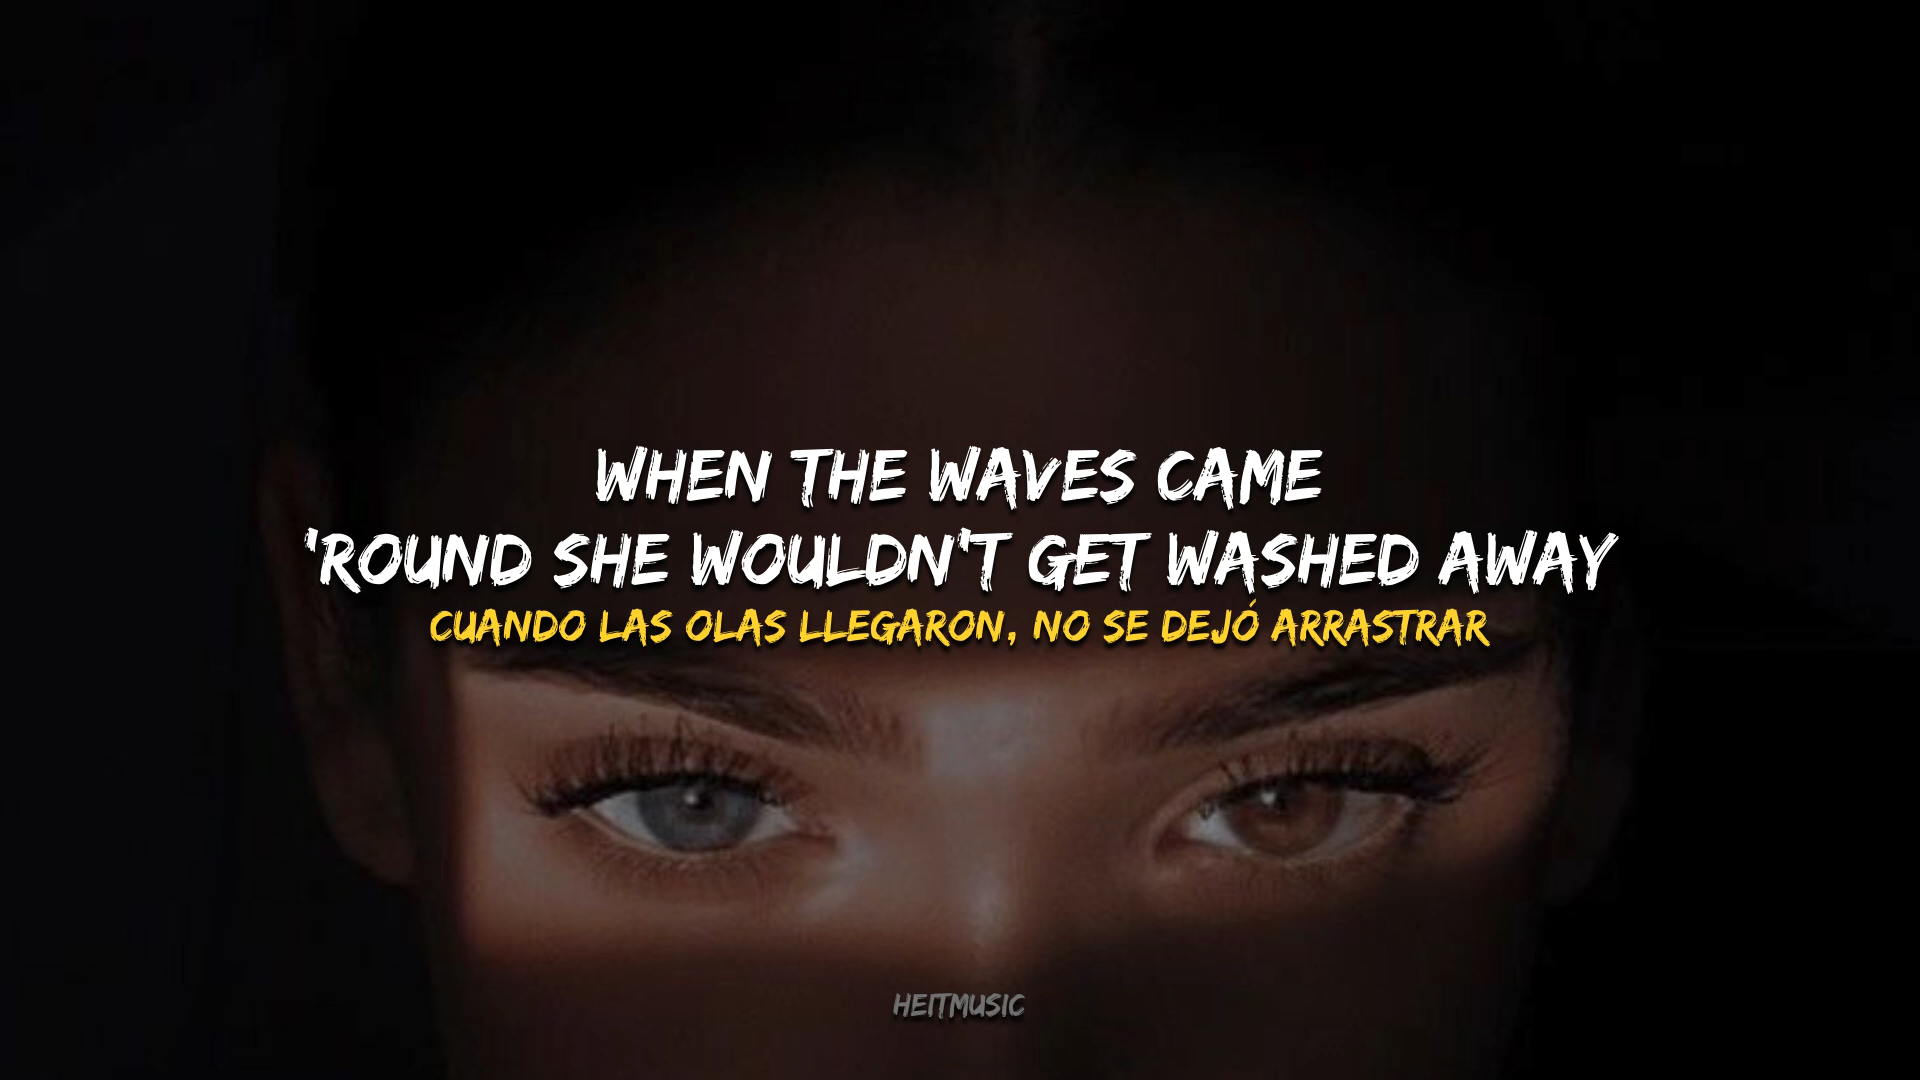 WHEN THE WAVES CAME
'ROUND SHE WOULDN'T GET WASHED AWAY
CUANDO LAS OLAS LLEGARON, NO SE DEJÓ ARRASTRAR
HEITMUSIC